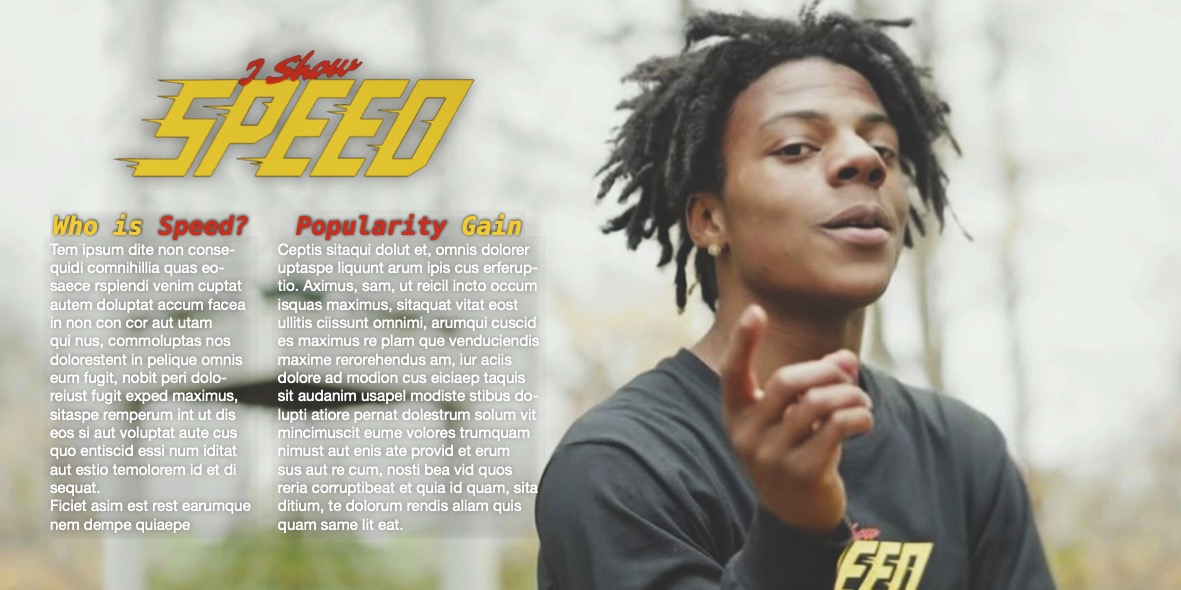 I Show
SPEED
Who is Speed?
Tem ipsum dite non conse-
quidi comnihillia quas eo-
saece rspiendi venim cuptat
autem doluptat accum facea
in non con cor aut utam
qui nus, commoluptas nos
dolorestent in pelique omnis
eum fugit, nobit peri dolo-
reiust fugit exped maximus,
sitaspe remperum int ut dis
eos si aut voluptat aute cus
quo entiscid essi num iditat
aut estio temolorem id et di
sequat.
Ficiet asim est rest earumque
nem dempe quiaepe
Popularity Gain
Ceptis sitaqui dolut et, omnis dolorer
uptaspe liquunt arum ipis cus erferup-
tio. Aximus, sam, ut reicil incto occum
isquas maximus, sitaquat vitat eost
ullitis ciissunt omnimi, arumqui cuscid
es maximus re plam que venduciendis
maxime rerorehendus am, iur aciis
dolore ad modion cus eiciaep taquis
sit audanim usapel modiste stibus do-
lupti atiore pernat dolestrum solum vit
mincimuscit eume volores trumquam
nimust aut enis ate provid et erum
sus aut re cum, nosti bea vid quos
reria corruptibeat et quia id quam, sita
ditium, te dolorum rendis aliam quis
quam same lit eat.